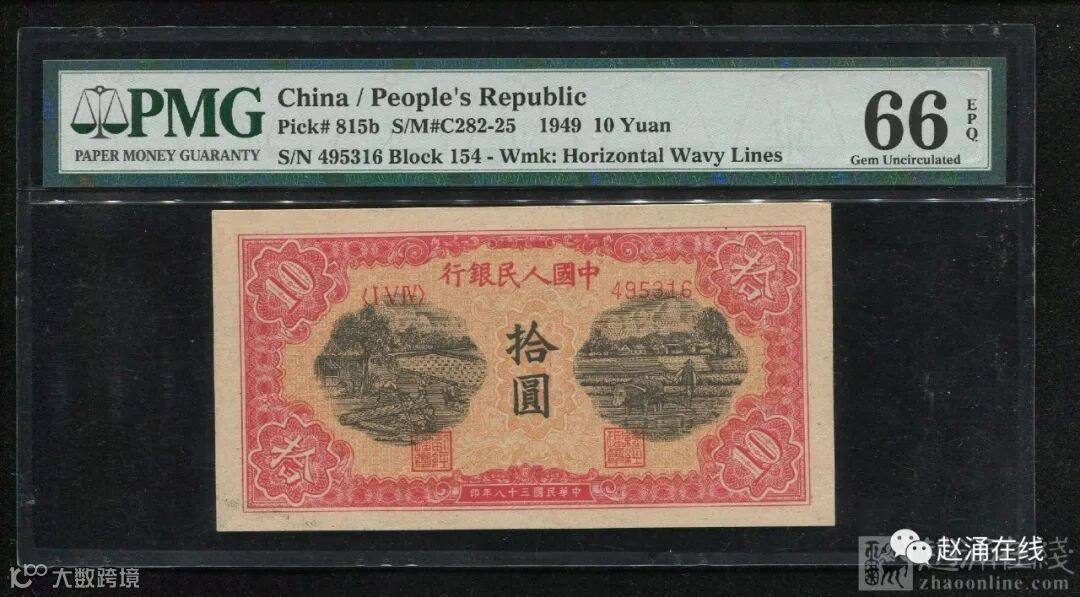 PMG
PAPER MONEY GUARANTY
China / People's Republic
Pick# 815b S/M#C282-25 1949 10 Yuan
S/N 495316 Block 154 - Wmk: Horizontal Wavy Lines
66
EPQ
Gem Uncirculated
行銀民人國中
〈I V IV〉
495316
10
拾
拾圓
拾
10
印年八十三國民華中
赵涌在线
zhaoonline.com
大数跨境